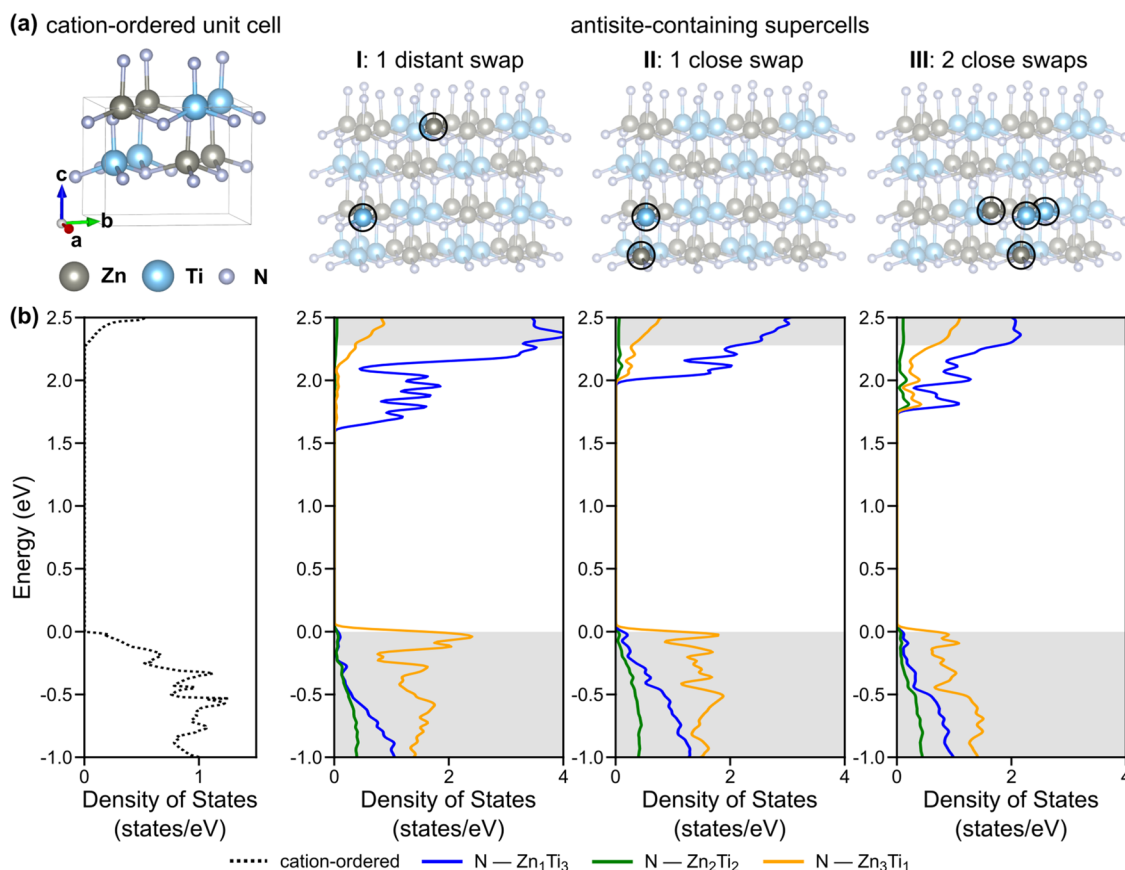 (a) cation-ordered unit cell
antisite-containing supercells
I: 1 distant swap
II: 1 close swap
III: 2 close swaps
c
b
a
Zn Ti N
(b)
2.5
2.0
1.5
1.0
0.5
0.0
-0.5
-1.0
Energy (eV)
0 1
Density of States
(states/eV)
2.5
2.0
1.5
1.0
0.5
0.0
-0.5
-1.0
0 2 4
Density of States
(states/eV)
2.5
2.0
1.5
1.0
0.5
0.0
-0.5
-1.0
0 2 4
Density of States
(states/eV)
2.5
2.0
1.5
1.0
0.5
0.0
-0.5
-1.0
0 2 4
Density of States
(states/eV)
cation-ordered N — Zn₁Ti₃ N — Zn₂Ti₂ N — Zn₃Ti₁